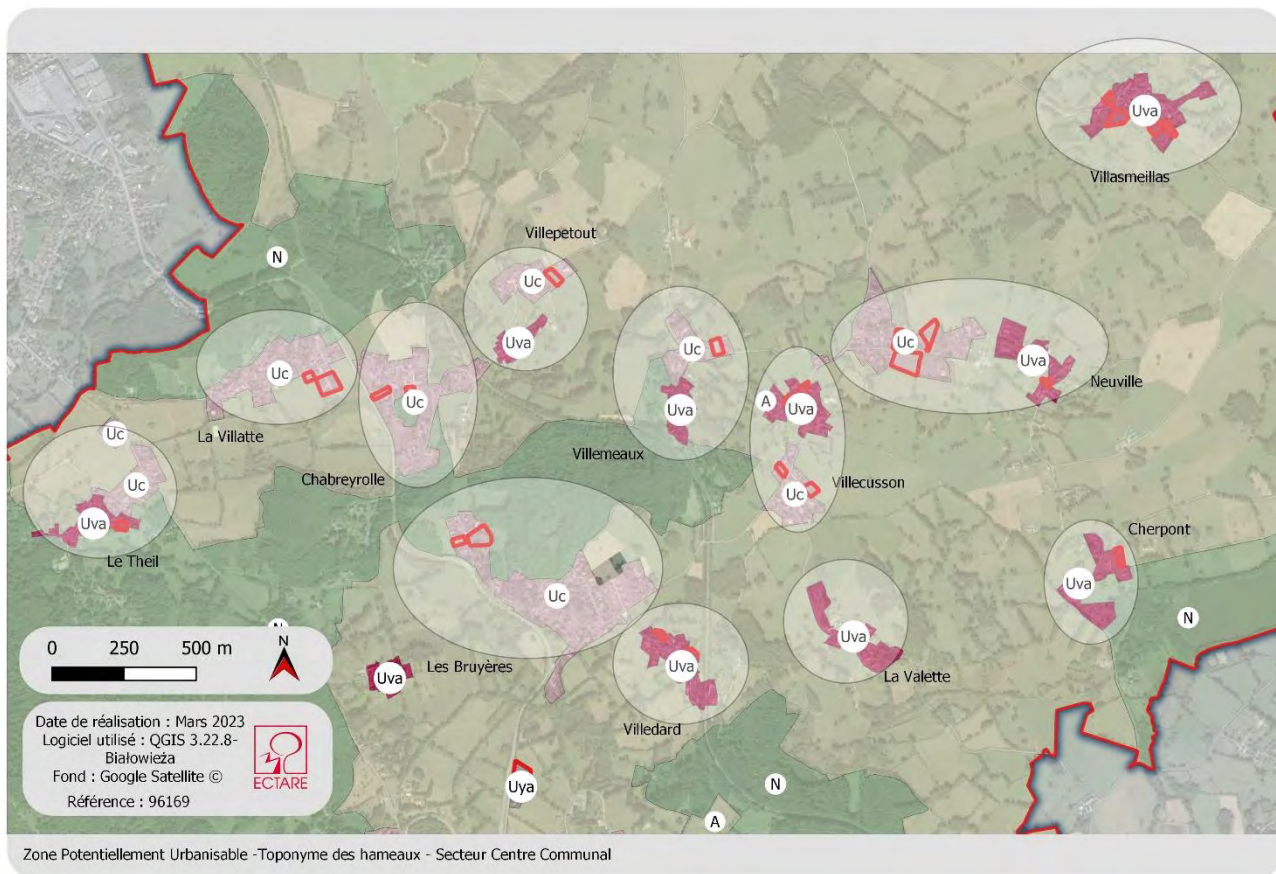 Uva
Villasmeillas
Villepetout
N
Uc
Uva
Uc
Uc
Uva
Neuville
Uc
La Villatte
Uc
Chabreyrolle
Uva
Villemeaux
A
Uva
Uc
Villecusson
Uc
Uc
Uva
Le Theil
Cherpont
Uva
N
Uc
Les Bruyères
Uva
La Valette
Uva
Villedard
Uva
N
0 250 500 m
N
Uya
N
A
Date de réalisation : Mars 2023
Logiciel utilisé : QGIS 3.22.8-
Białowieża
Fond : Google Satellite ©
Référence : 96169
ECTARE
Zone Potentiellement Urbanisable -Toponyme des hameaux - Secteur Centre Communal